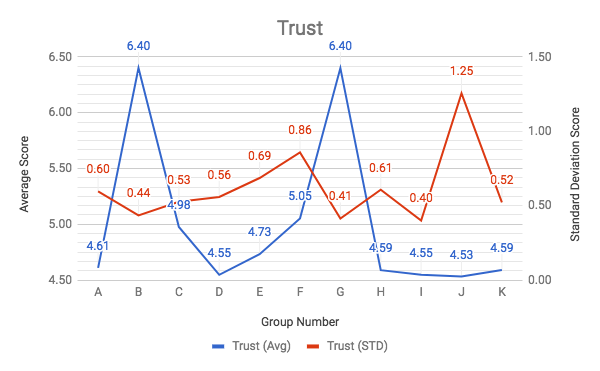 Trust
6.40 6.40
6.50 1.50
1.25
6.00 1.00
0.86
0.69
0.60 0.61
0.53 0.56
5.50 0.52
0.44 0.41 0.40
5.05
4.98
5.00 0.50
4.73
4.61 4.55 4.59 4.55 4.53 4.59
4.50 0.00
A B C D E F G H I J K
Average Score
Standard Deviation Score
Group Number
Trust (Avg) Trust (STD)